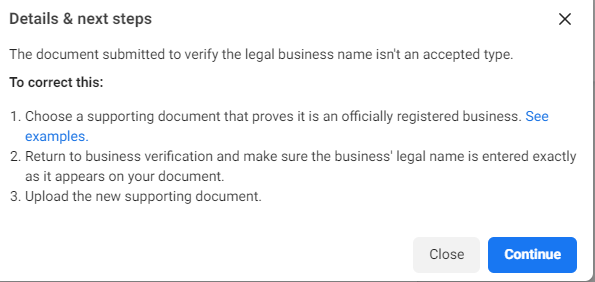 Details & next steps
The document submitted to verify the legal business name isn't an accepted type.
To correct this:
1. Choose a supporting document that proves it is an officially registered business. See
examples.
2. Return to business verification and make sure the business' legal name is entered exactly
as it appears on your document.
3. Upload the new supporting document.
Close
Continue